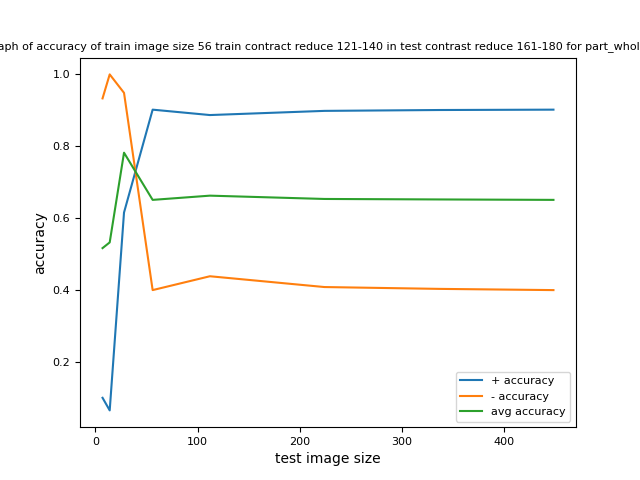 of accuracy of train image size 56 train contract reduce 121-140 in test contrast reduce 161-180 for
1.0
0.8
0.6
0.4
0.2
accuracy
0
100
200
300
400
test image size
+ accuracy
- accuracy
avg accuracy